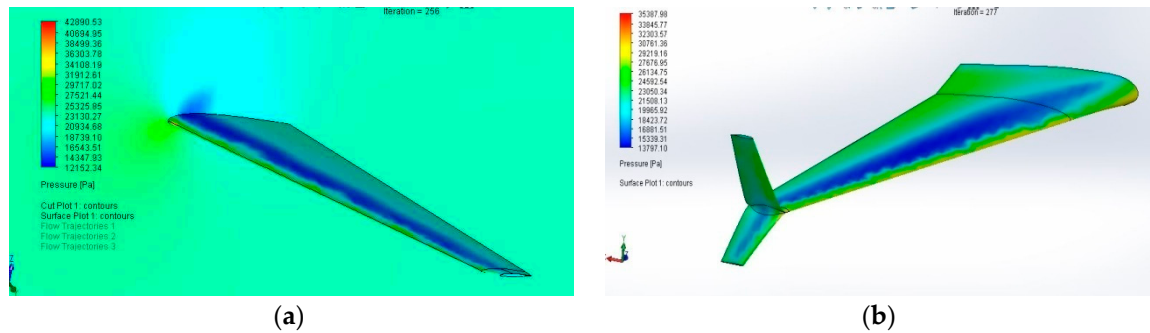 Iteration = 256
42890.53
40694.95
38499.36
36303.78
34108.19
31912.61
29717.02
27521.44
25325.85
23130.27
20934.68
18739.10
16543.51
14347.93
12152.34
Pressure [Pa]
Cut Plot 1: contours
Surface Plot 1: contours
Flow Trajectories 1
Flow Trajectories 2
Flow Trajectories 3
(a)
Iteration = 277
35387.98
33845.77
32303.57
30761.36
29219.16
27676.95
26134.75
24592.54
23050.34
21508.13
19965.92
18423.72
16881.51
15339.31
13797.10
Pressure [Pa]
Surface Plot 1: contours
Y
(b)